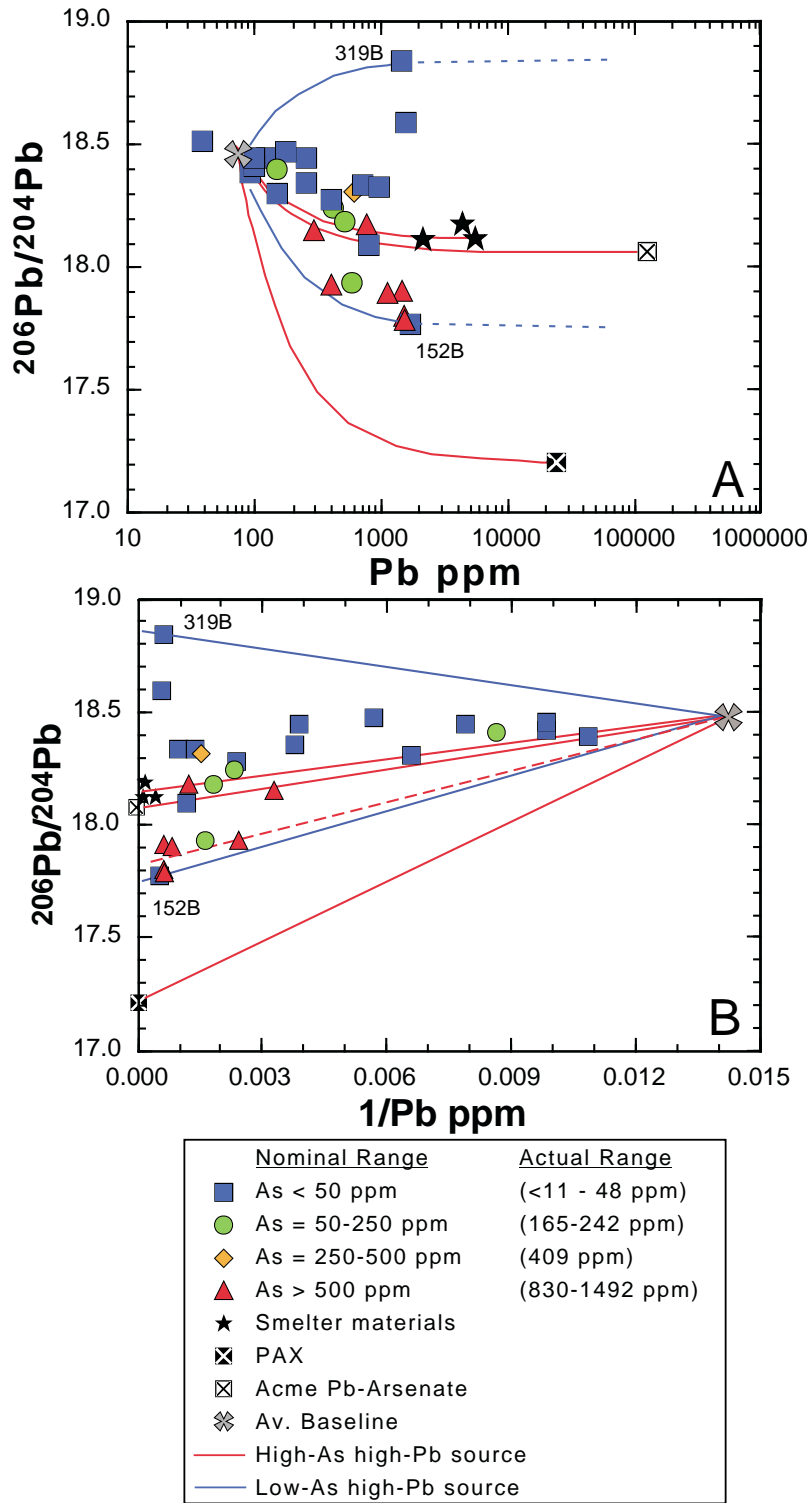 19.0
18.5
18.0
17.5
17.0
206Pb/204Pb
319B
152B
A
10 100 1000 10000 100000 1000000
Pb ppm
19.0
18.5
18.0
17.5
17.0
206Pb/204Pb
319B
152B
B
0.000 0.003 0.006 0.009 0.012 0.015
1/Pb ppm
Nominal Range Actual Range
As < 50 ppm (<11 - 48 ppm)
As = 50-250 ppm (165-242 ppm)
As = 250-500 ppm (409 ppm)
As > 500 ppm (830-1492 ppm)
Smelter materials
PAX
Acme Pb-Arsenate
Av. Baseline
High-As high-Pb source
Low-As high-Pb source